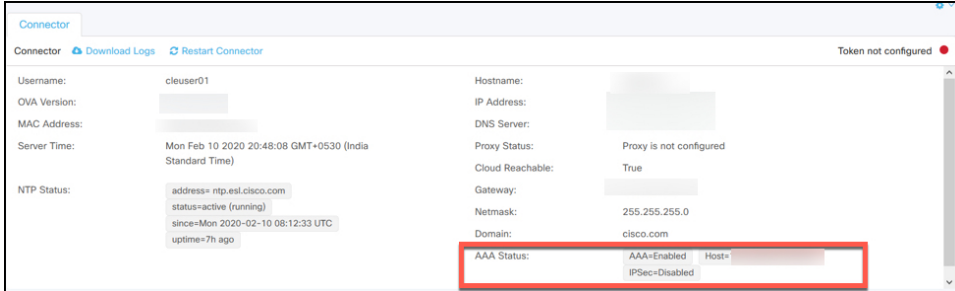 Connector
Connector Download Logs Restart Connector Token not configured
Username: cleuser01
OVA Version:
MAC Address:
Server Time: Mon Feb 10 2020 20:48:08 GMT+0530 (India
Standard Time)
NTP Status: address= ntp.esl.cisco.com
status=active (running)
since=Mon 2020-02-10 08:12:33 UTC
uptime=7h ago
Hostname:
IP Address:
DNS Server:
Proxy Status: Proxy is not configured
Cloud Reachable: True
Gateway:
Netmask: 255.255.255.0
Domain: cisco.com
AAA Status: AAA=Enabled Host=
IPSec=Disabled